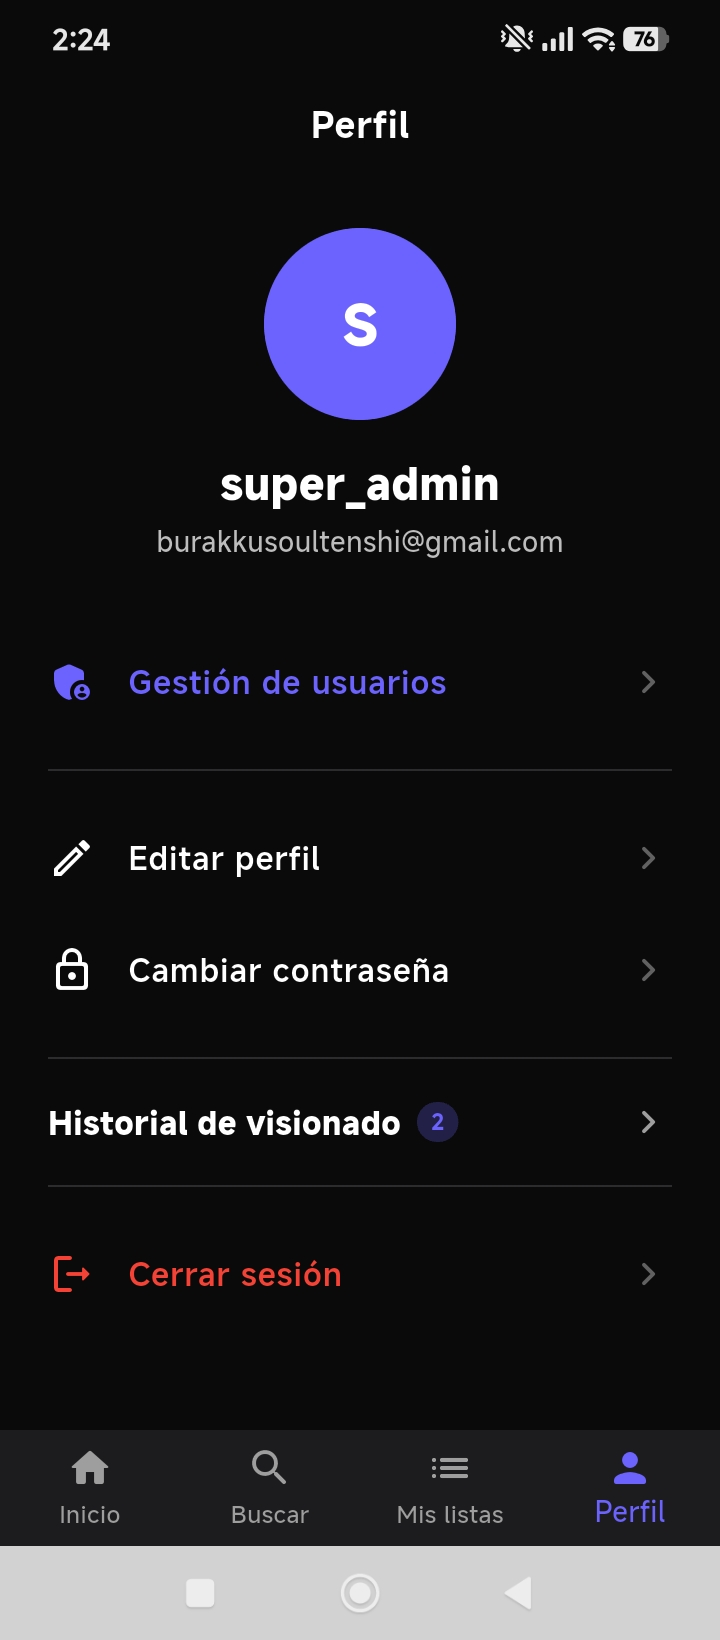 2:24
76
Perfil
S
super_admin
burakkusoultenshi@gmail.com
Gestión de usuarios
Editar perfil
Cambiar contraseña
Historial de visionado 2
Cerrar sesión
Inicio
Buscar
Mis listas
Perfil